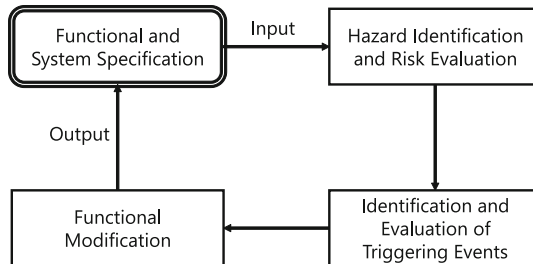 Functional and
System Specification
Input
Hazard Identification
and Risk Evaluation
Output
Functional
Modification
Identification and
Evaluation of
Triggering Events